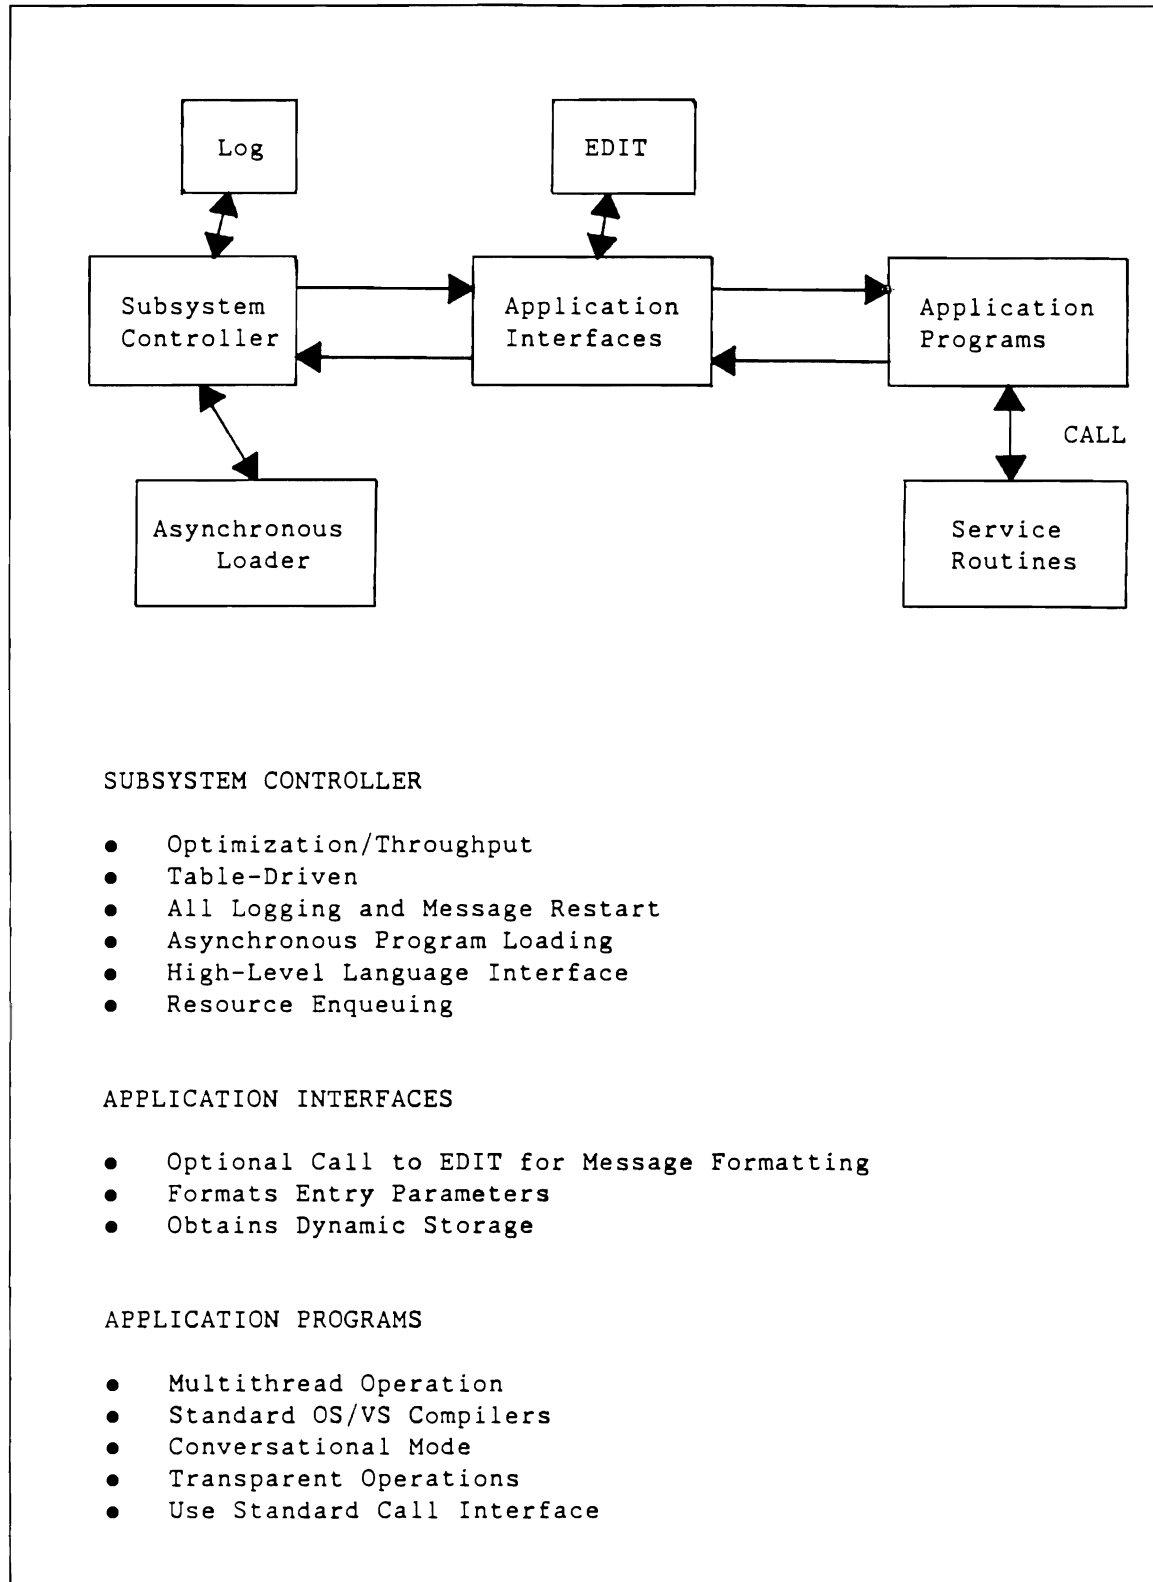 Log
EDIT
Subsystem
Controller
Application
Interfaces
Application
Programs
CALL
Asynchronous
Loader
Service
Routines
SUBSYSTEM CONTROLLER
● Optimization/Throughput
● Table-Driven
● All Logging and Message Restart
● Asynchronous Program Loading
● High-Level Language Interface
● Resource Enqueuing
APPLICATION INTERFACES
● Optional Call to EDIT for Message Formatting
● Formats Entry Parameters
● Obtains Dynamic Storage
APPLICATION PROGRAMS
● Multithread Operation
● Standard OS/VS Compilers
● Conversational Mode
● Transparent Operations
● Use Standard Call Interface